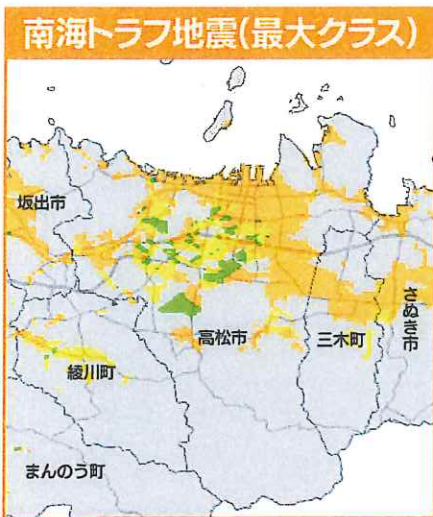 南海トラフ地震(最大クラス)
坂出市
さぬき市
高松市
三木町
綾川町
まんのう町